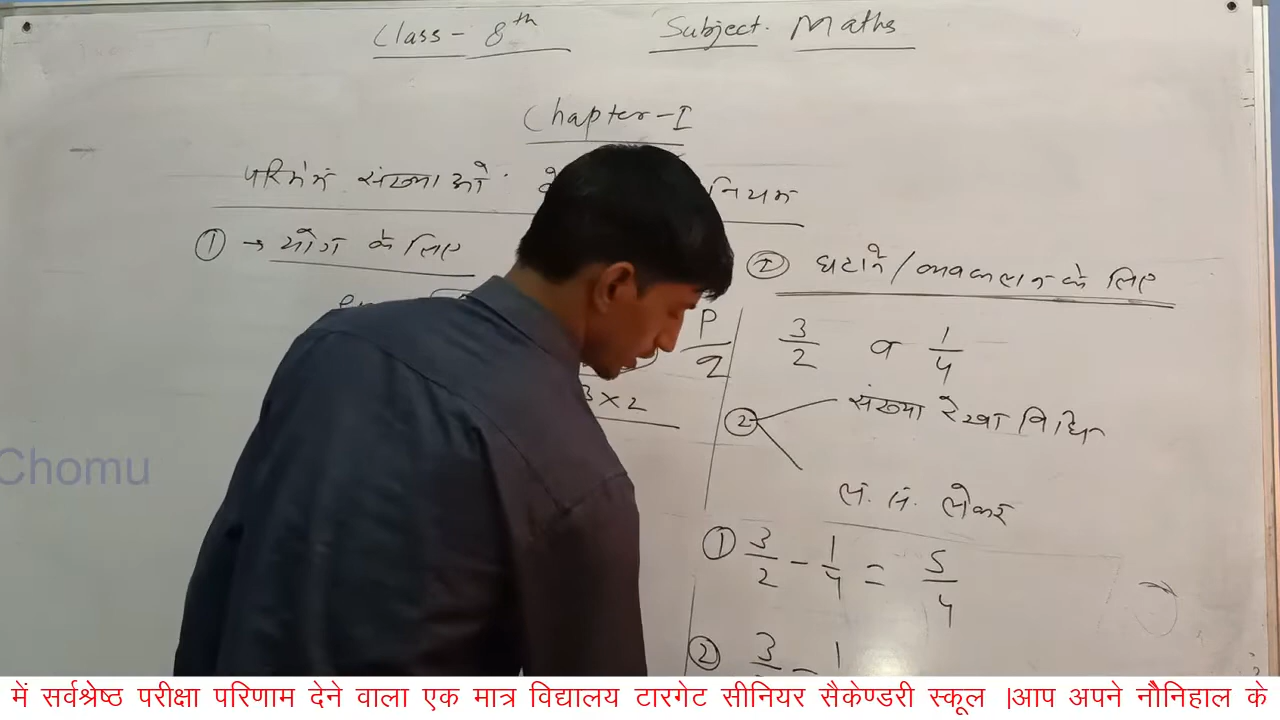 Class- 8th Subject. Maths
Chapter-I
परिमेय संख्याओ के नियम
① → योग के लिए
P/q
3 × 2
② घटाने / व्यवकलन के लिए
3/2 व 1/4
② संख्या रेखा विधि
ल. स. लेकर
① 3/2 - 1/4 = 5/4
② 3/ - 1
Chomu
में सर्वश्रेष्ठ परीक्षा परिणाम देने वाला एक मात्र विद्यालय टारगेट सीनियर सैकेण्डरी स्कूल ।आप अपने नौनिहाल के